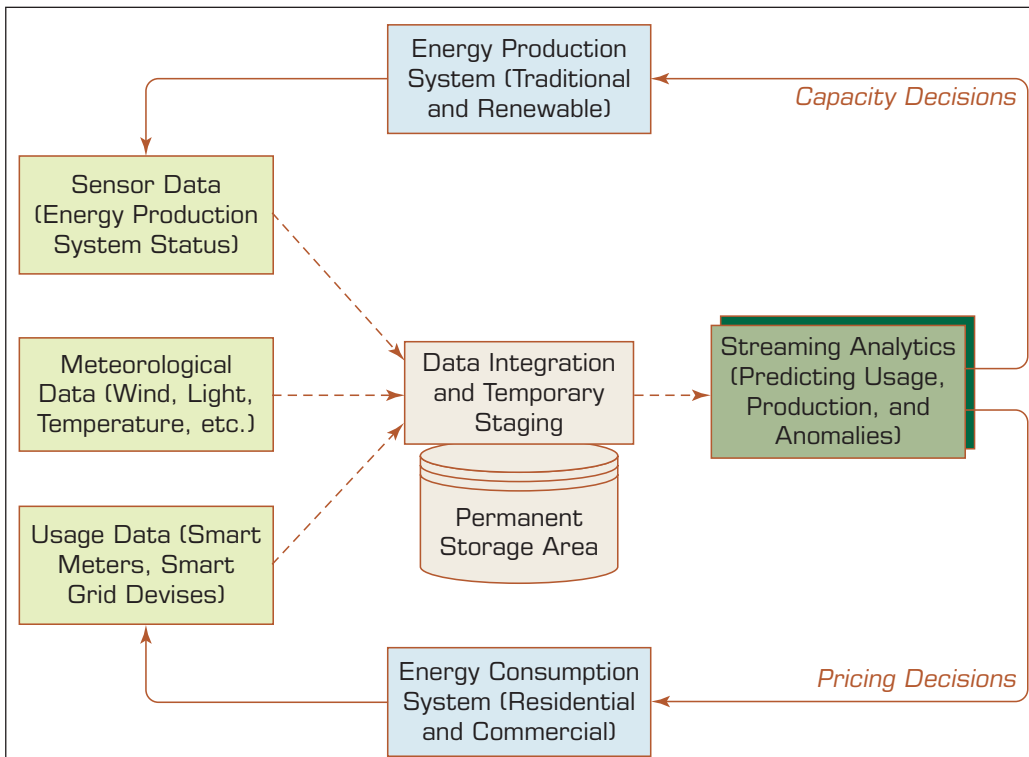 Energy Production
System (Traditional
and Renewable)
Capacity Decisions
Sensor Data
(Energy Production
System Status)
Meteorological
Data (Wind, Light,
Temperature, etc.)
Data Integration
and Temporary
Staging
Permanent
Storage Area
Streaming Analytics
(Predicting Usage,
Production, and
Anomalies)
Usage Data (Smart
Meters, Smart
Grid Devises)
Energy Consumption
System (Residential
and Commercial)
Pricing Decisions